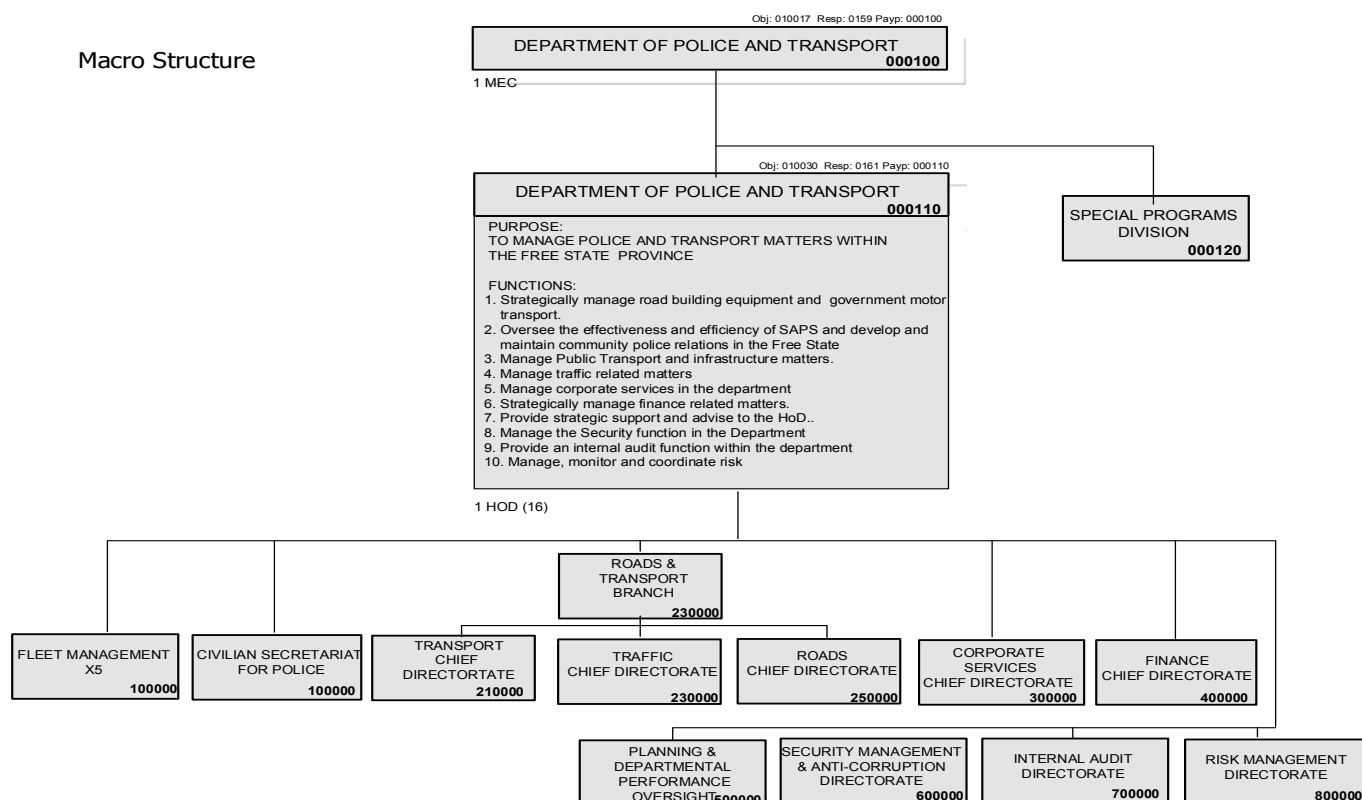 Obj: 010017 Resp: 0159 Payp: 000100
Macro Structure
DEPARTMENT OF POLICE AND TRANSPORT
000100
1 MEC
Obj: 010030 Resp: 0161 Payp: 000110
DEPARTMENT OF POLICE AND TRANSPORT
000110
PURPOSE:
TO MANAGE POLICE AND TRANSPORT MATTERS WITHIN
THE FREE STATE PROVINCE
FUNCTIONS:
1. Strategically manage road building equipment and government motor
transport.
2. Oversee the effectiveness and efficiency of SAPS and develop and
maintain community police relations in the Free State
3. Manage Public Transport and infrastructure matters.
4. Manage traffic related matters
5. Manage corporate services in the department
6. Strategically manage finance related matters.
7. Provide strategic support and advise to the HoD..
8. Manage the Security function in the Department
9. Provide an internal audit function within the department
10. Manage, monitor and coordinate risk
1 HOD (16)
SPECIAL PROGRAMS
DIVISION
000120
ROADS &
TRANSPORT
BRANCH
230000
FLEET MANAGEMENT
X5
100000
CIVILIAN SECRETARIAT
FOR POLICE
100000
TRANSPORT
CHIEF
DIRECTORTATE
210000
TRAFFIC
CHIEF DIRECTORATE
230000
ROADS
CHIEF DIRECTORATE
250000
CORPORATE
SERVICES
CHIEF DIRECTORATE
300000
FINANCE
CHIEF DIRECTORATE
400000
PLANNING &
DEPARTMENTAL
PERFORMANCE
OVERSIGHT500000
SECURITY MANAGEMENT
& ANTI-CORRUPTION
DIRECTORATE
600000
INTERNAL AUDIT
DIRECTORATE
700000
RISK MANAGEMENT
DIRECTORATE
800000